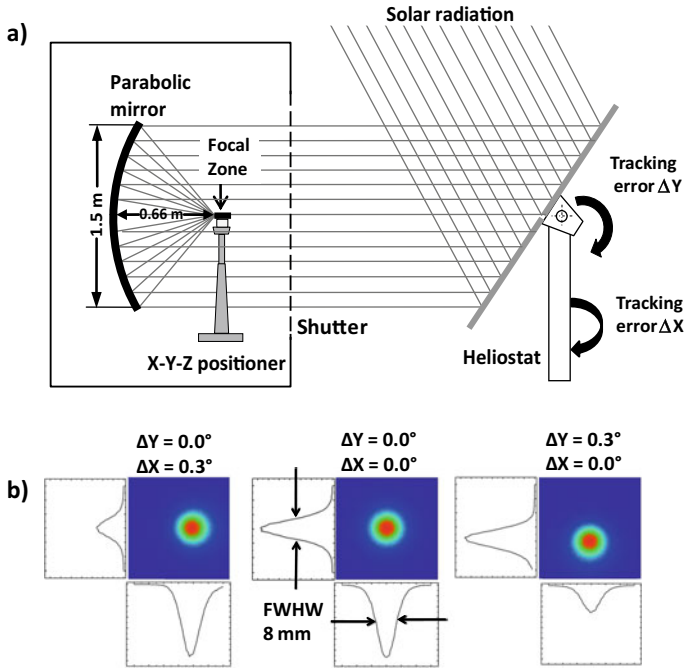 a)
Solar radiation
Parabolic
mirror
Focal
Zone
1.5 m
0.66 m
Tracking
error ΔY
Tracking
error ΔX
Shutter
Heliostat
X-Y-Z positioner
b)
ΔY = 0.0°
ΔX = 0.3°
ΔY = 0.0°
ΔX = 0.0°
ΔY = 0.3°
ΔX = 0.0°
FWHW
8 mm